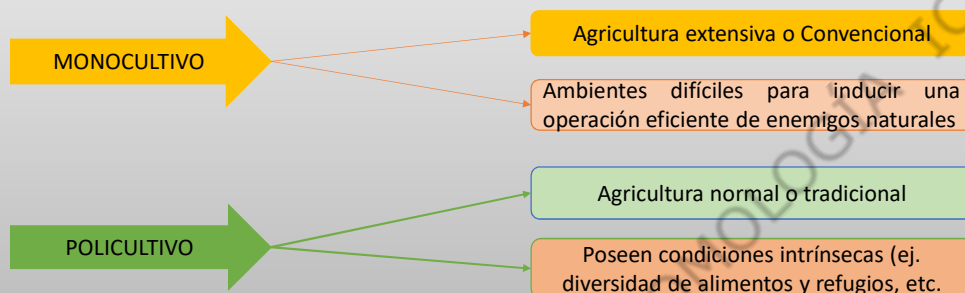 MONOCULTIVO
Agricultura extensiva o Convencional
Ambientes difíciles para inducir una
operación eficiente de enemigos naturales
POLICULTIVO
Agricultura normal o tradicional
Poseen condiciones intrínsecas (ej.
diversidad de alimentos y refugios, etc.